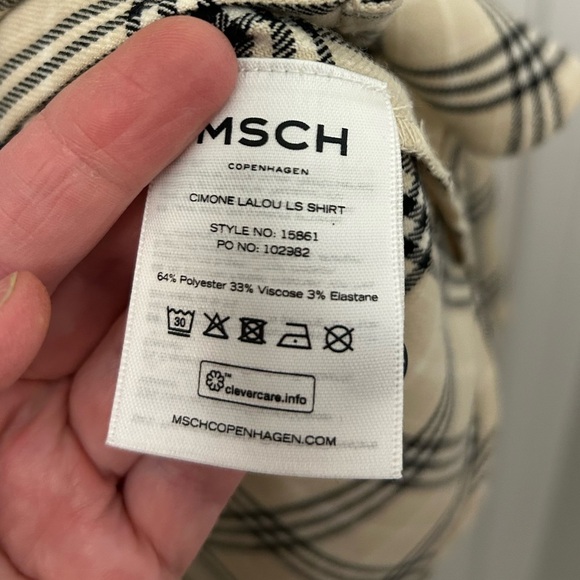 MSCH
COPENHAGEN
CIMONE LALOU LS SHIRT
STYLE NO: 15861
PO NO: 102982
64% Polyester 33% Viscose 3% Elastane
30
clevercare.info
MSCHCOPENHAGEN.COM